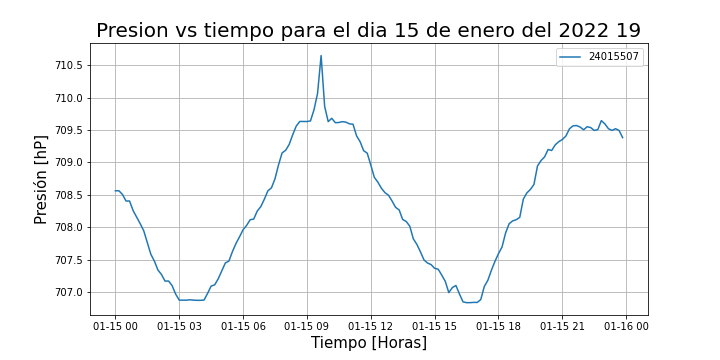 Presion vs tiempo para el dia 15 de enero del 2022 19
24015507
710.5
710.0
709.5
709.0
708.5
708.0
707.5
707.0
Presión [hP]
01-15 00 01-15 03 01-15 06 01-15 09 01-15 12 01-15 15 01-15 18 01-15 21 01-16 00
Tiempo [Horas]